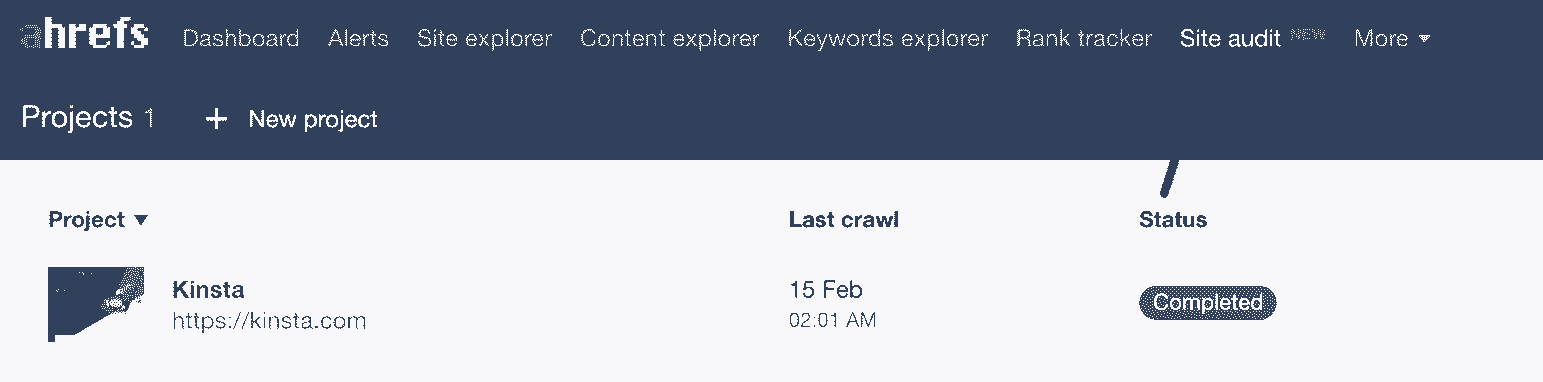 ahrefs Dashboard Alerts Site explorer Content explorer Keywords explorer Rank tracker Site audit NEW More
Projects 1 + New project
Project Last crawl Status
Kinsta 15 Feb Completed
https://kinsta.com 02:01 AM